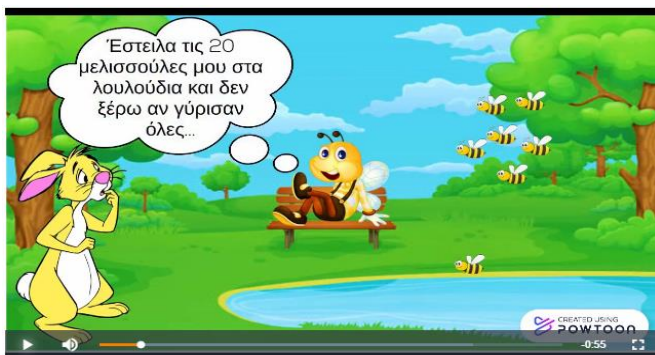 Έστειλα τις 20
μελισσούλες μου στα
λουλούδια και δεν
ξέρω αν γύρισαν
όλες...
CREATED USING
POWTOON
-0:55